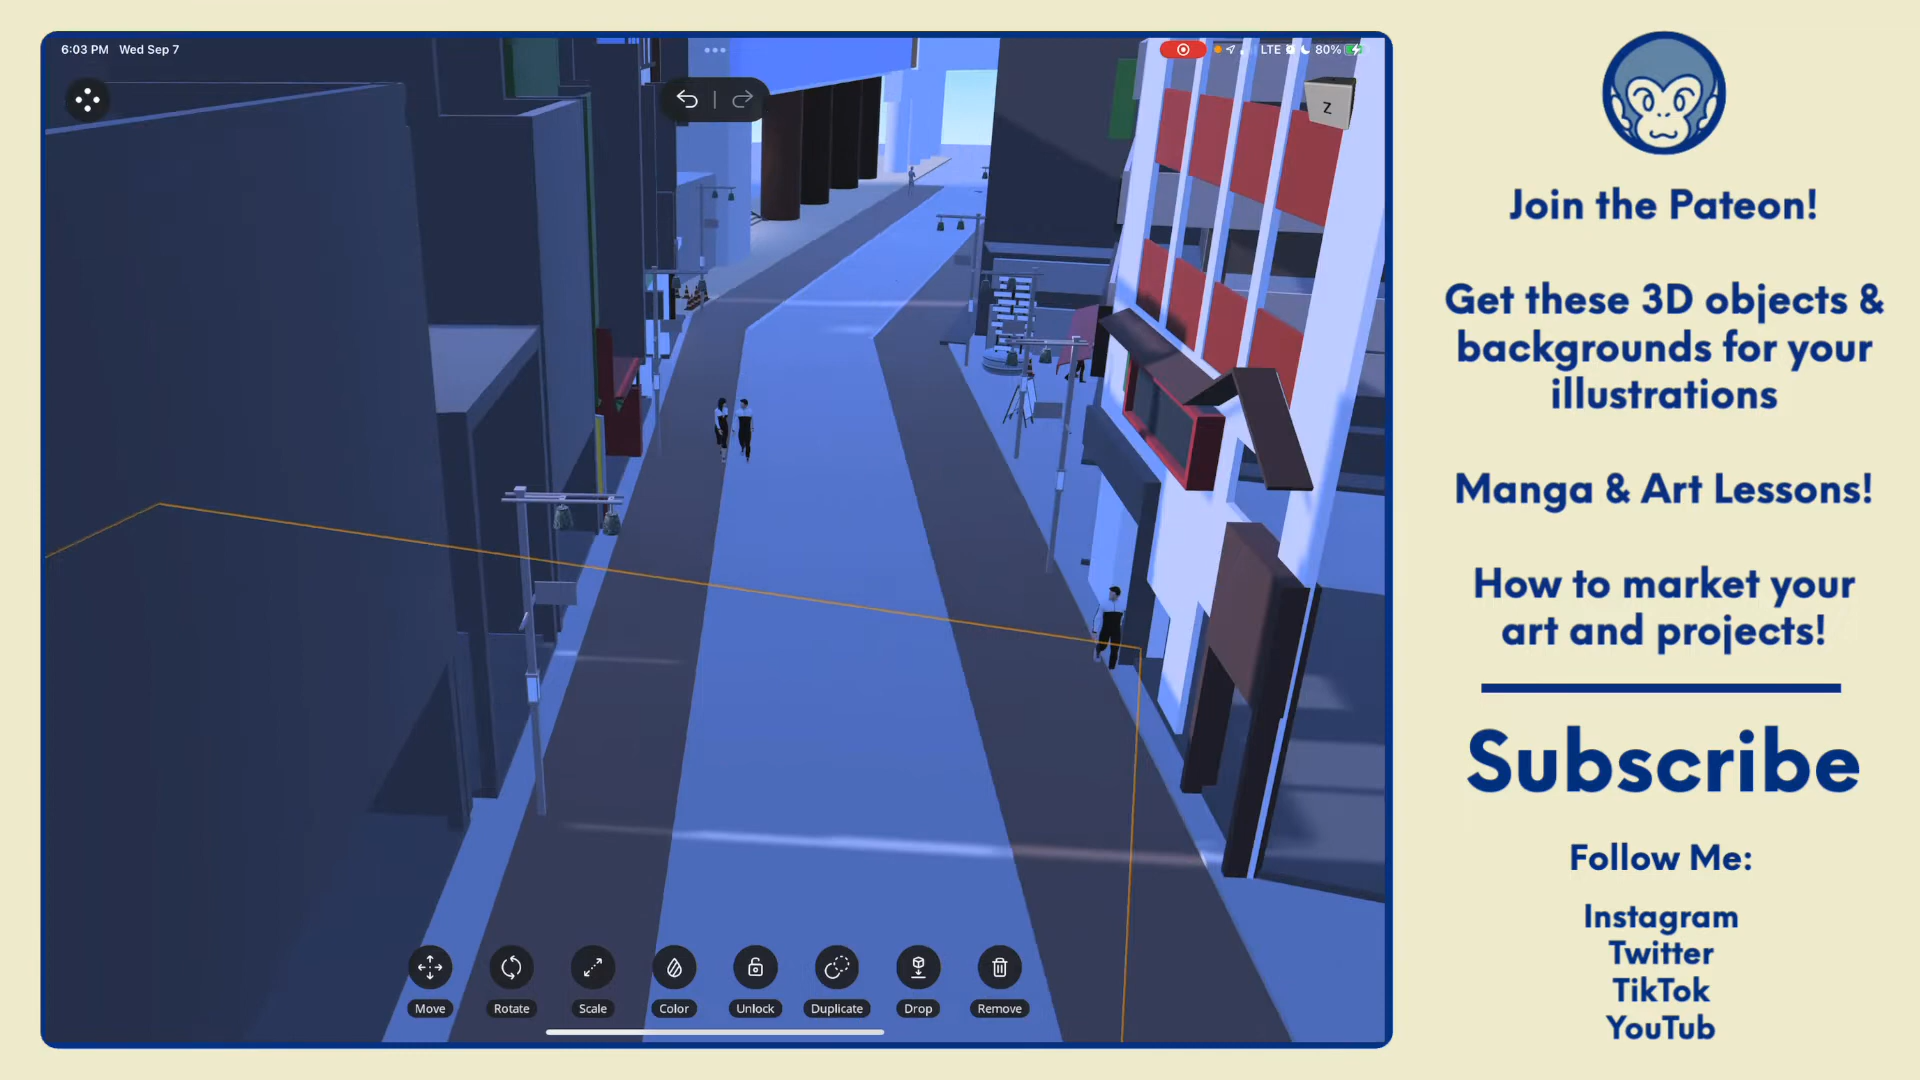 6:03 PM Wed Sep 7
LTE 80%
Z
Move Rotate Scale Color Unlock Duplicate Drop Remove
Join the Pateon!
Get these 3D objects &
backgrounds for your
illustrations
Manga & Art Lessons!
How to market your
art and projects!
Subscribe
Follow Me:
Instagram
Twitter
TikTok
YouTub